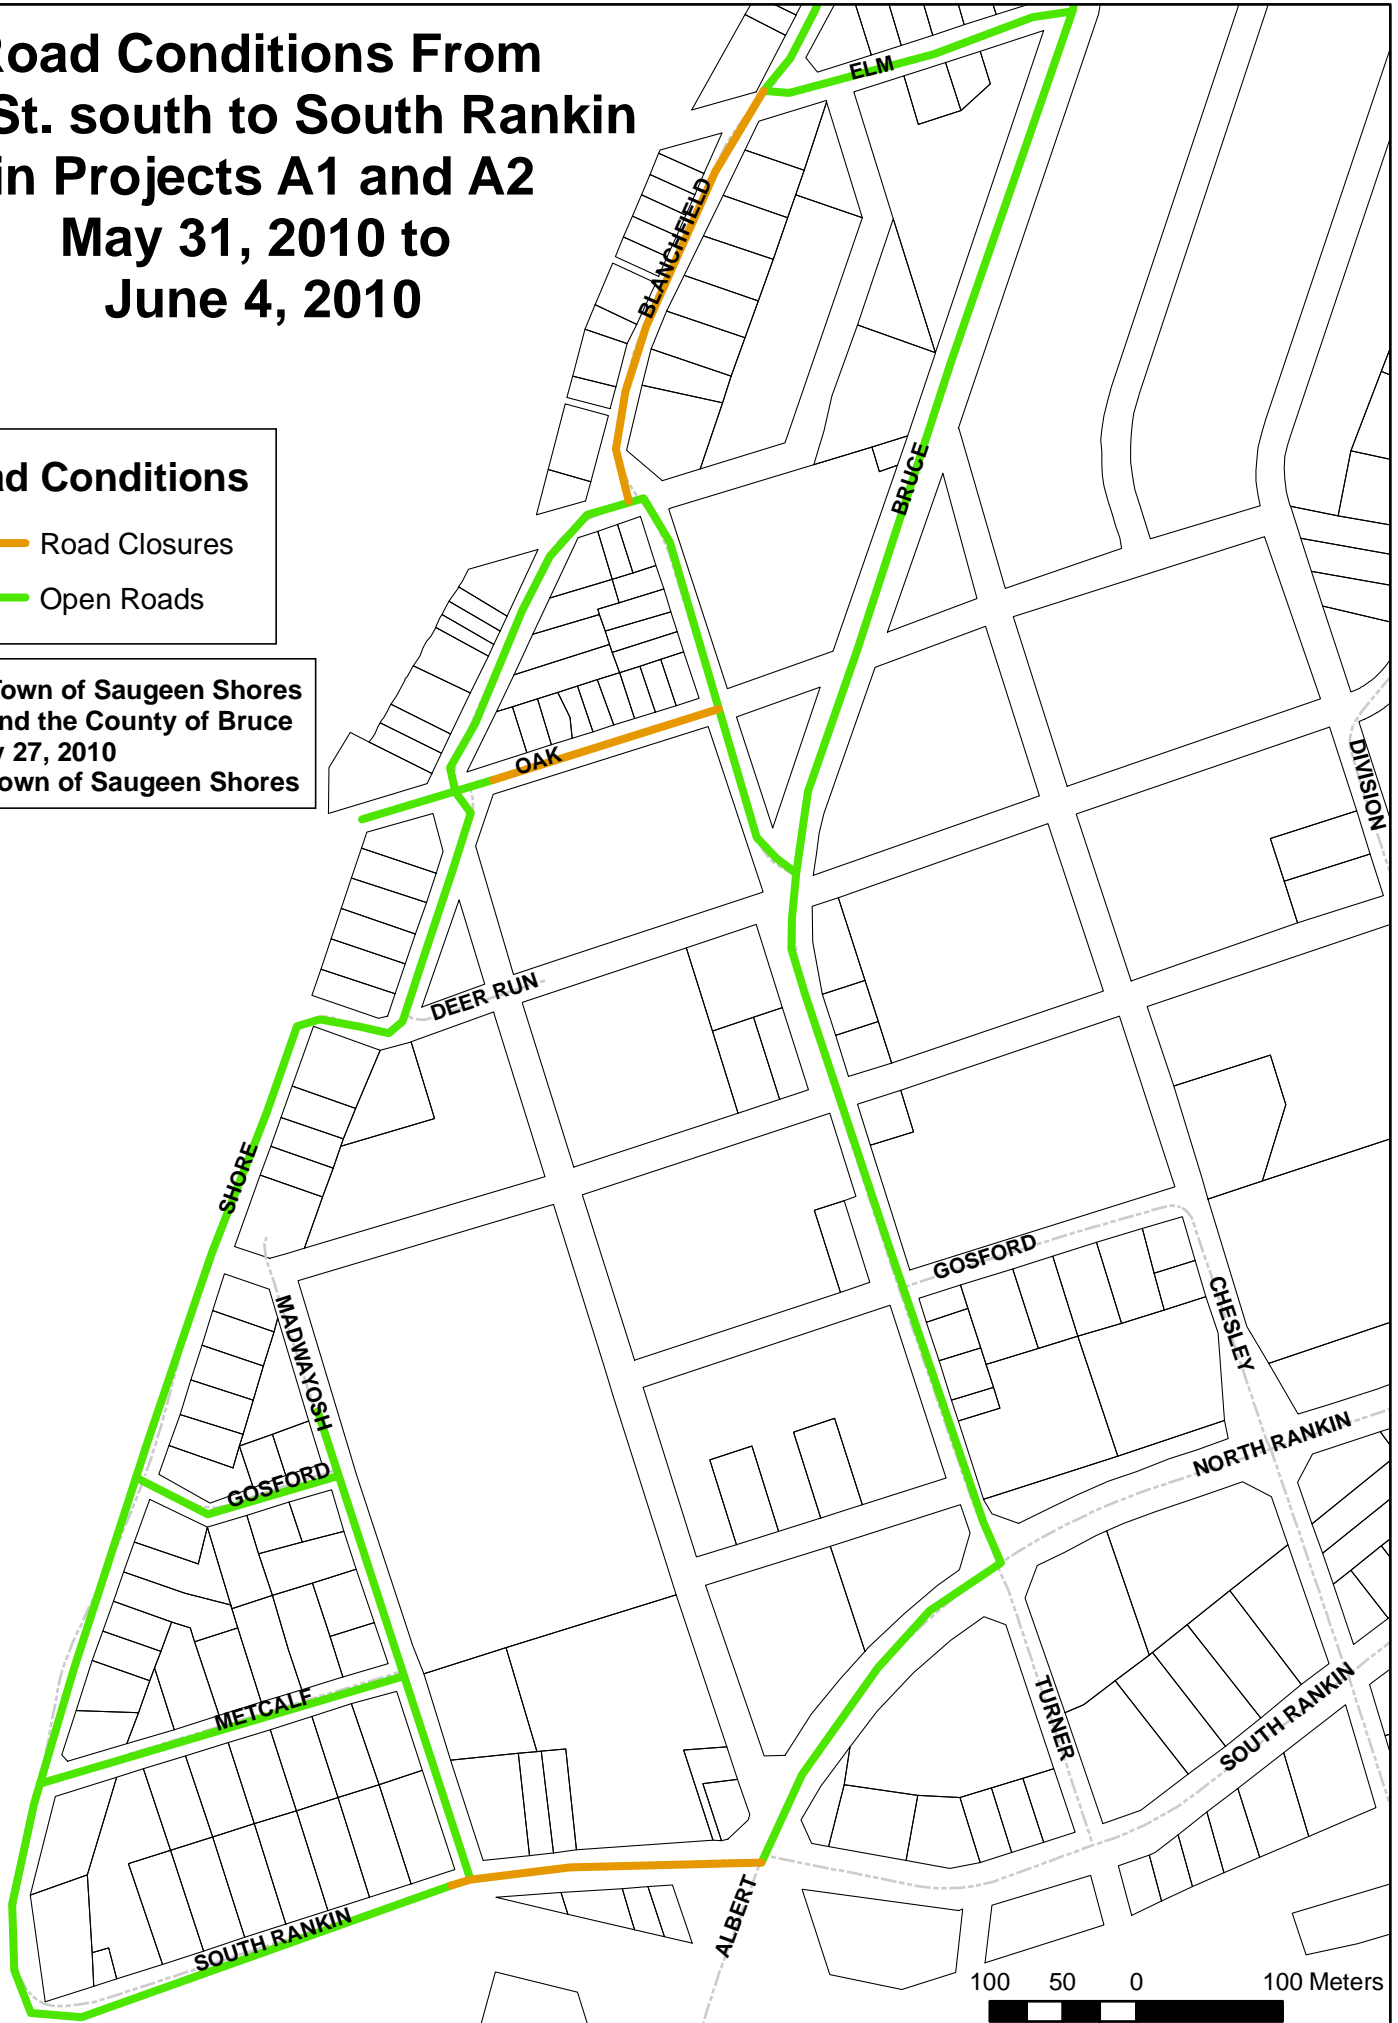 Road Conditions From
St. south to South Rankin
in Projects A1 and A2
May 31, 2010 to
June 4, 2010
Conditions
Road Closures
Open Roads
Town of Saugeen Shores
and the County of Bruce
27, 2010
Town of Saugeen Shores
ELM
BLANCHFIELD
BRUCE
OAK
DIVISION
DEER RUN
SHORE
GOSFORD
MADWAYOSH
CHESLEY
NORTH RANKIN
GOSFORD
METCALF
TURNER
SOUTH RANKIN
ALBERT
SOUTH RANKIN
100 50 0 100 Meters